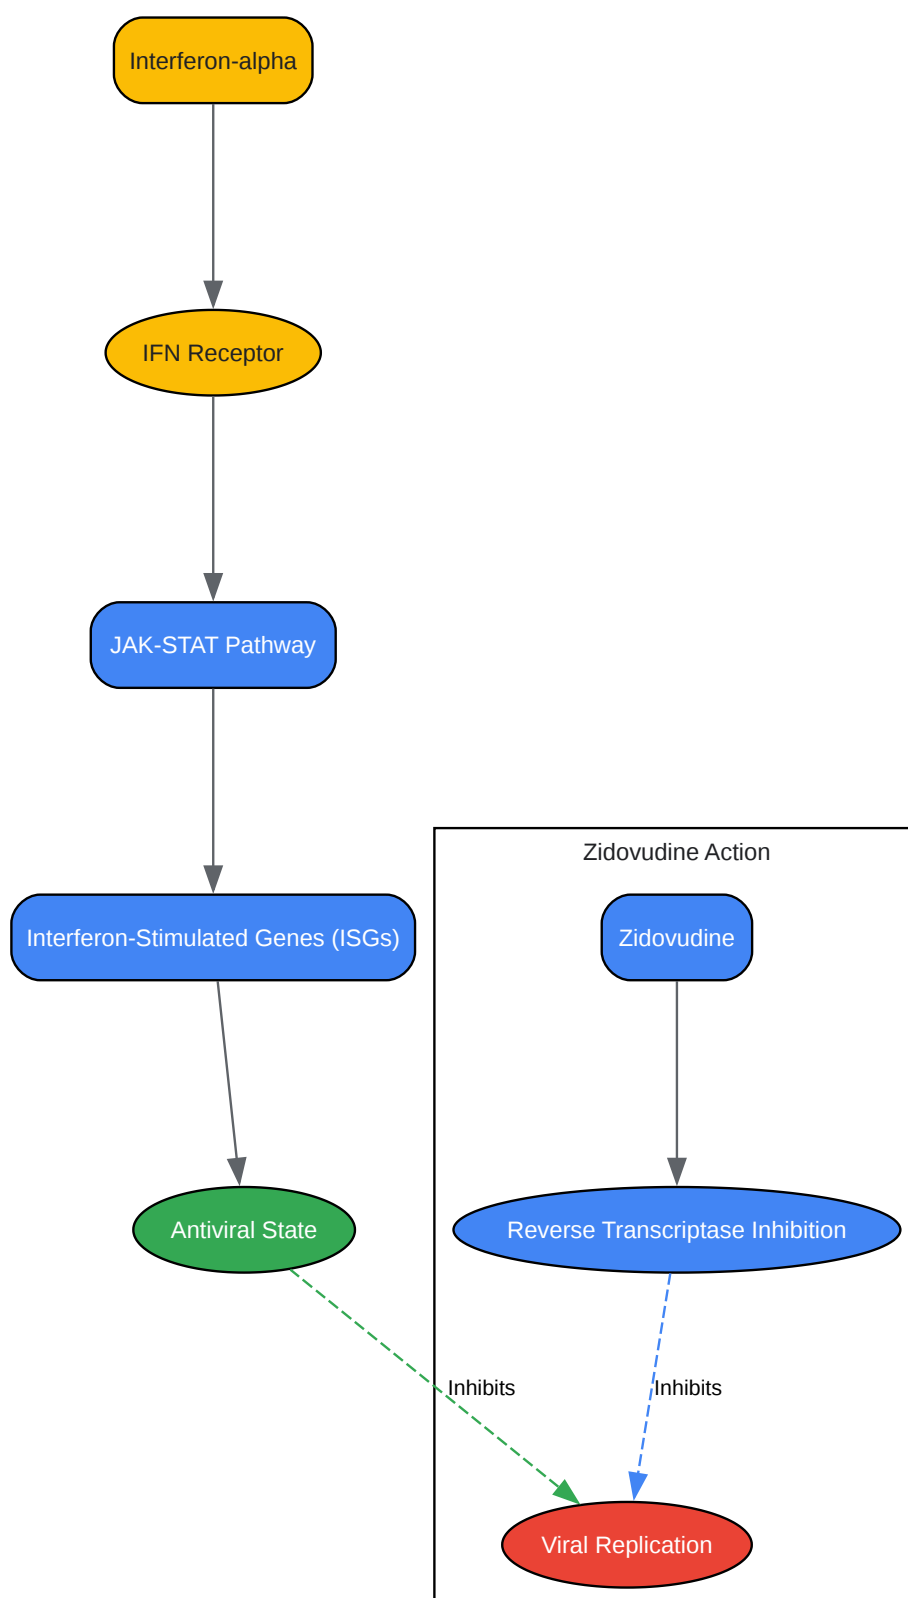 Interferon-alpha
IFN Receptor
JAK-STAT Pathway
Zidovudine Action
Interferon-Stimulated Genes (ISGs)
Zidovudine
Antiviral State
Reverse Transcriptase Inhibition
Inhibits
Inhibits
Viral Replication